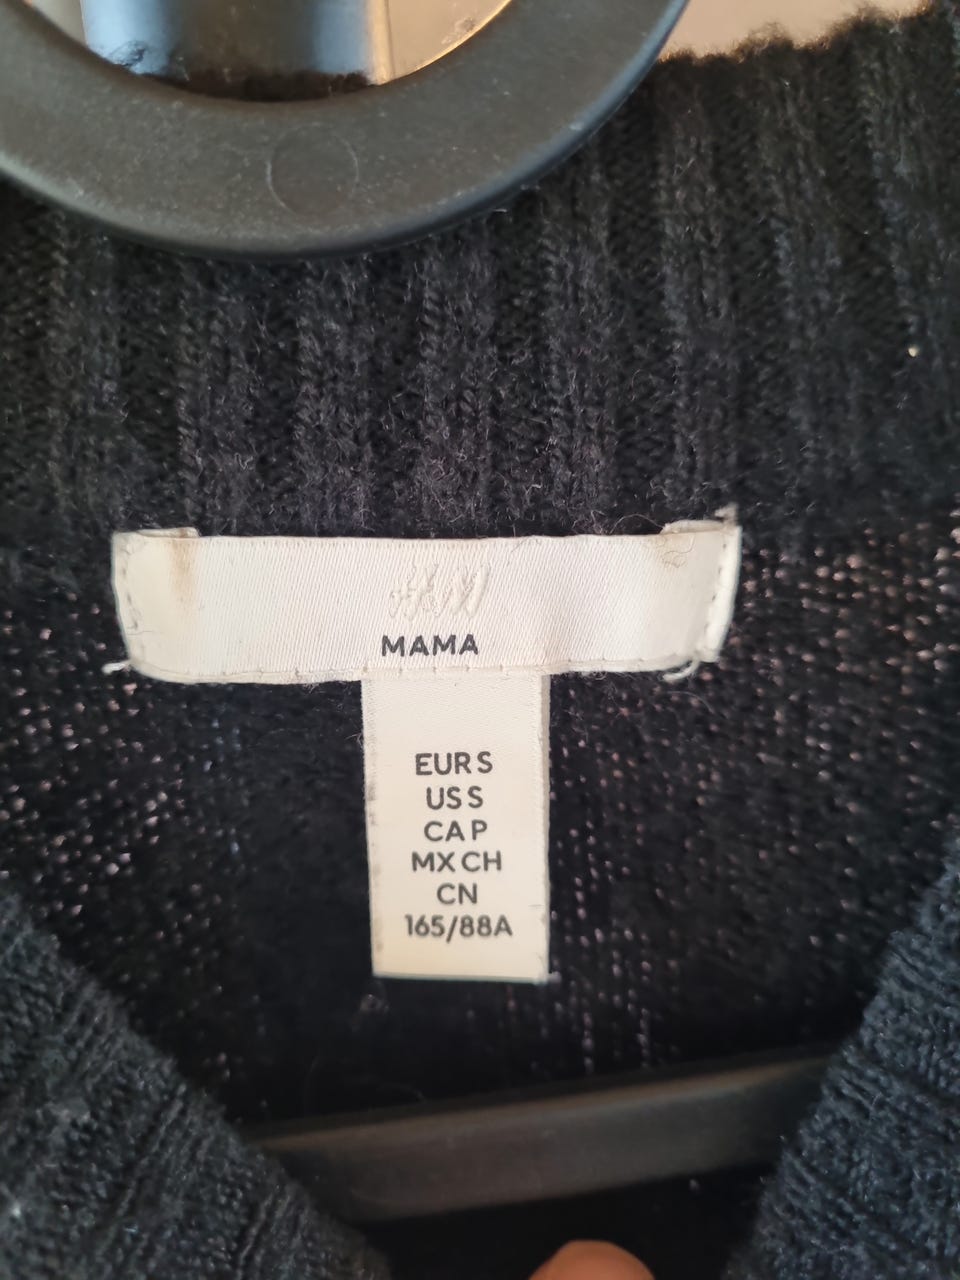 H&M
MAMA
EUR S
US S
CA P
MX CH
CN
165/88A